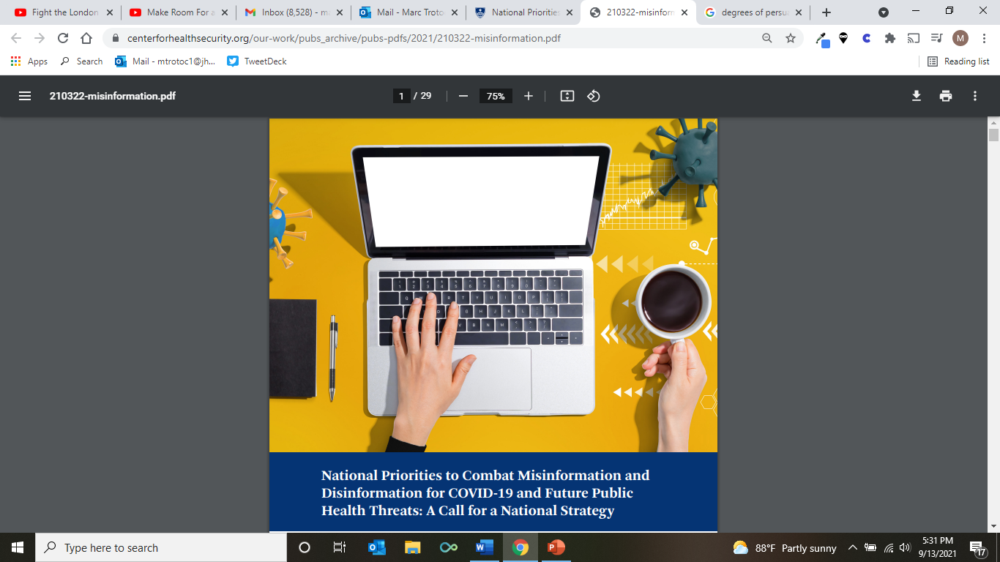 Fight the London
Make Room For a
Inbox (8,528) - ma
Mail - Marc Troto
National Priorities
210322-misinform
degrees of persua
centerforhealthsecurity.org/our-work/pubs_archive/pubs-pdfs/2021/210322-misinformation.pdf
M
Apps
Search
Mail - mtrotoc1@jh...
TweetDeck
Reading list
210322-misinformation.pdf
1 / 29
75%
National Priorities to Combat Misinformation and
Disinformation for COVID-19 and Future Public
Health Threats: A Call for a National Strategy
Type here to search
88°F Partly sunny
5:31 PM
9/13/2021
17